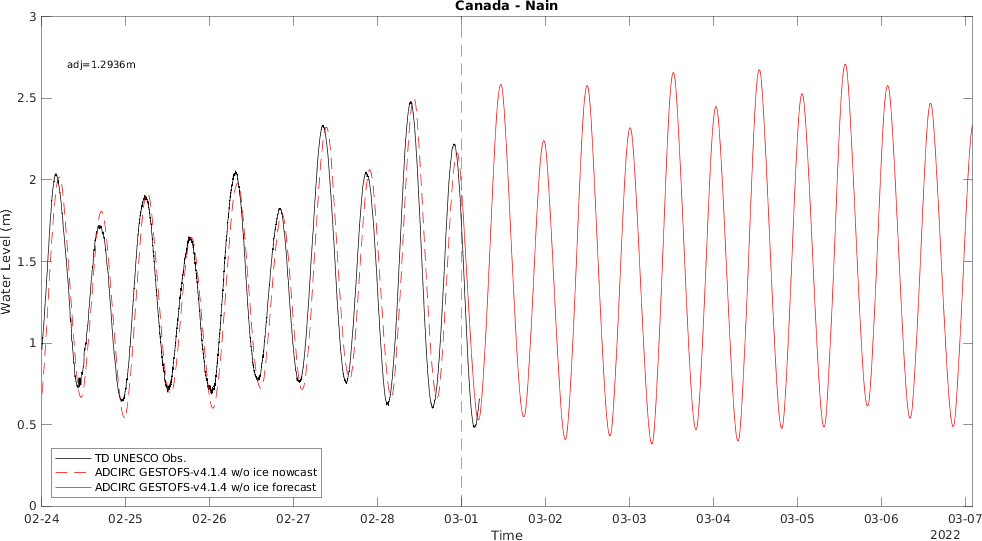 Canada - Nain
adj=1.2936m
Water Level (m)
3
2.5
2
1.5
1
0.5
0
TD UNESCO Obs.
ADCIRC GESTOFS-v4.1.4 w/o ice nowcast
ADCIRC GESTOFS-v4.1.4 w/o ice forecast
02-24 02-25 02-26 02-27 02-28 03-01 03-02 03-03 03-04 03-05 03-06 03-07
Time
2022